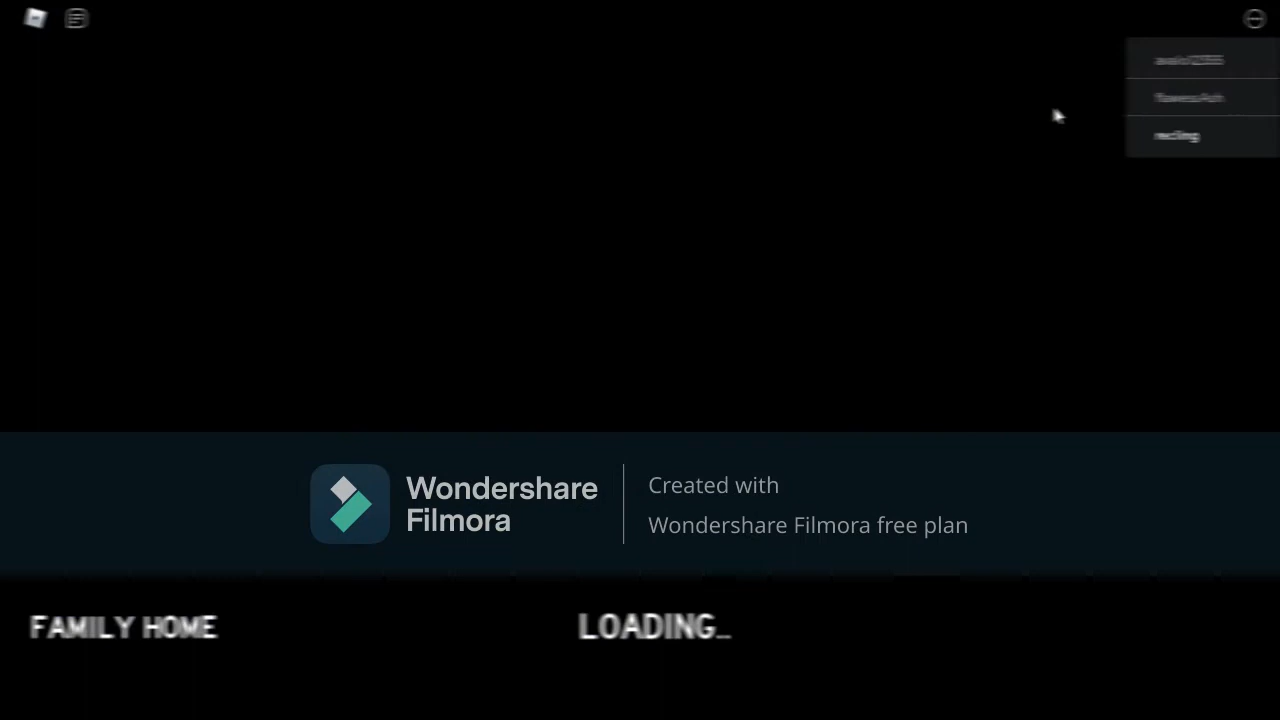 Wondershare
Filmora
Created with
Wondershare Filmora free plan
FAMILY HOME
LOADING...